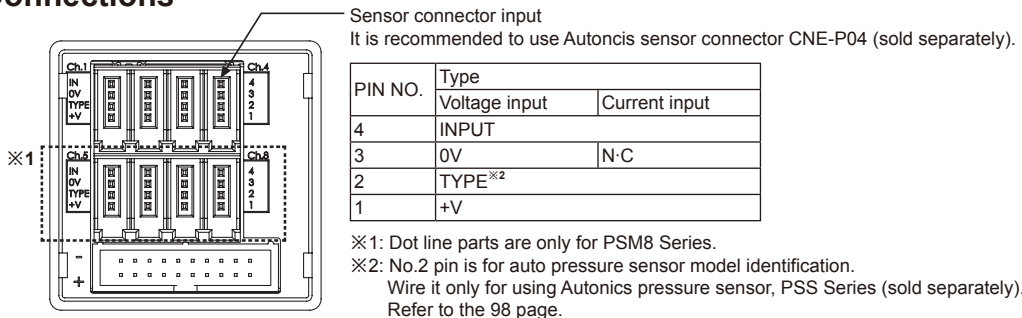 Sensor connector input
It is recommended to use Autoncis sensor connector CNE-P04 (sold separately).
Ch.1
Ch.4
IN 4
0V 3
TYPE 2
+V 1
※1
Ch.5
Ch.8
IN 4
0V 3
TYPE 2
+V 1
-
+
PIN NO. Type
Voltage input Current input
4 INPUT
3 0V N·C
2 TYPE※2
1 +V
※1: Dot line parts are only for PSM8 Series.
※2: No.2 pin is for auto pressure sensor model identification.
Wire it only for using Autonics pressure sensor, PSS Series (sold separately).
Refer to the 98 page.